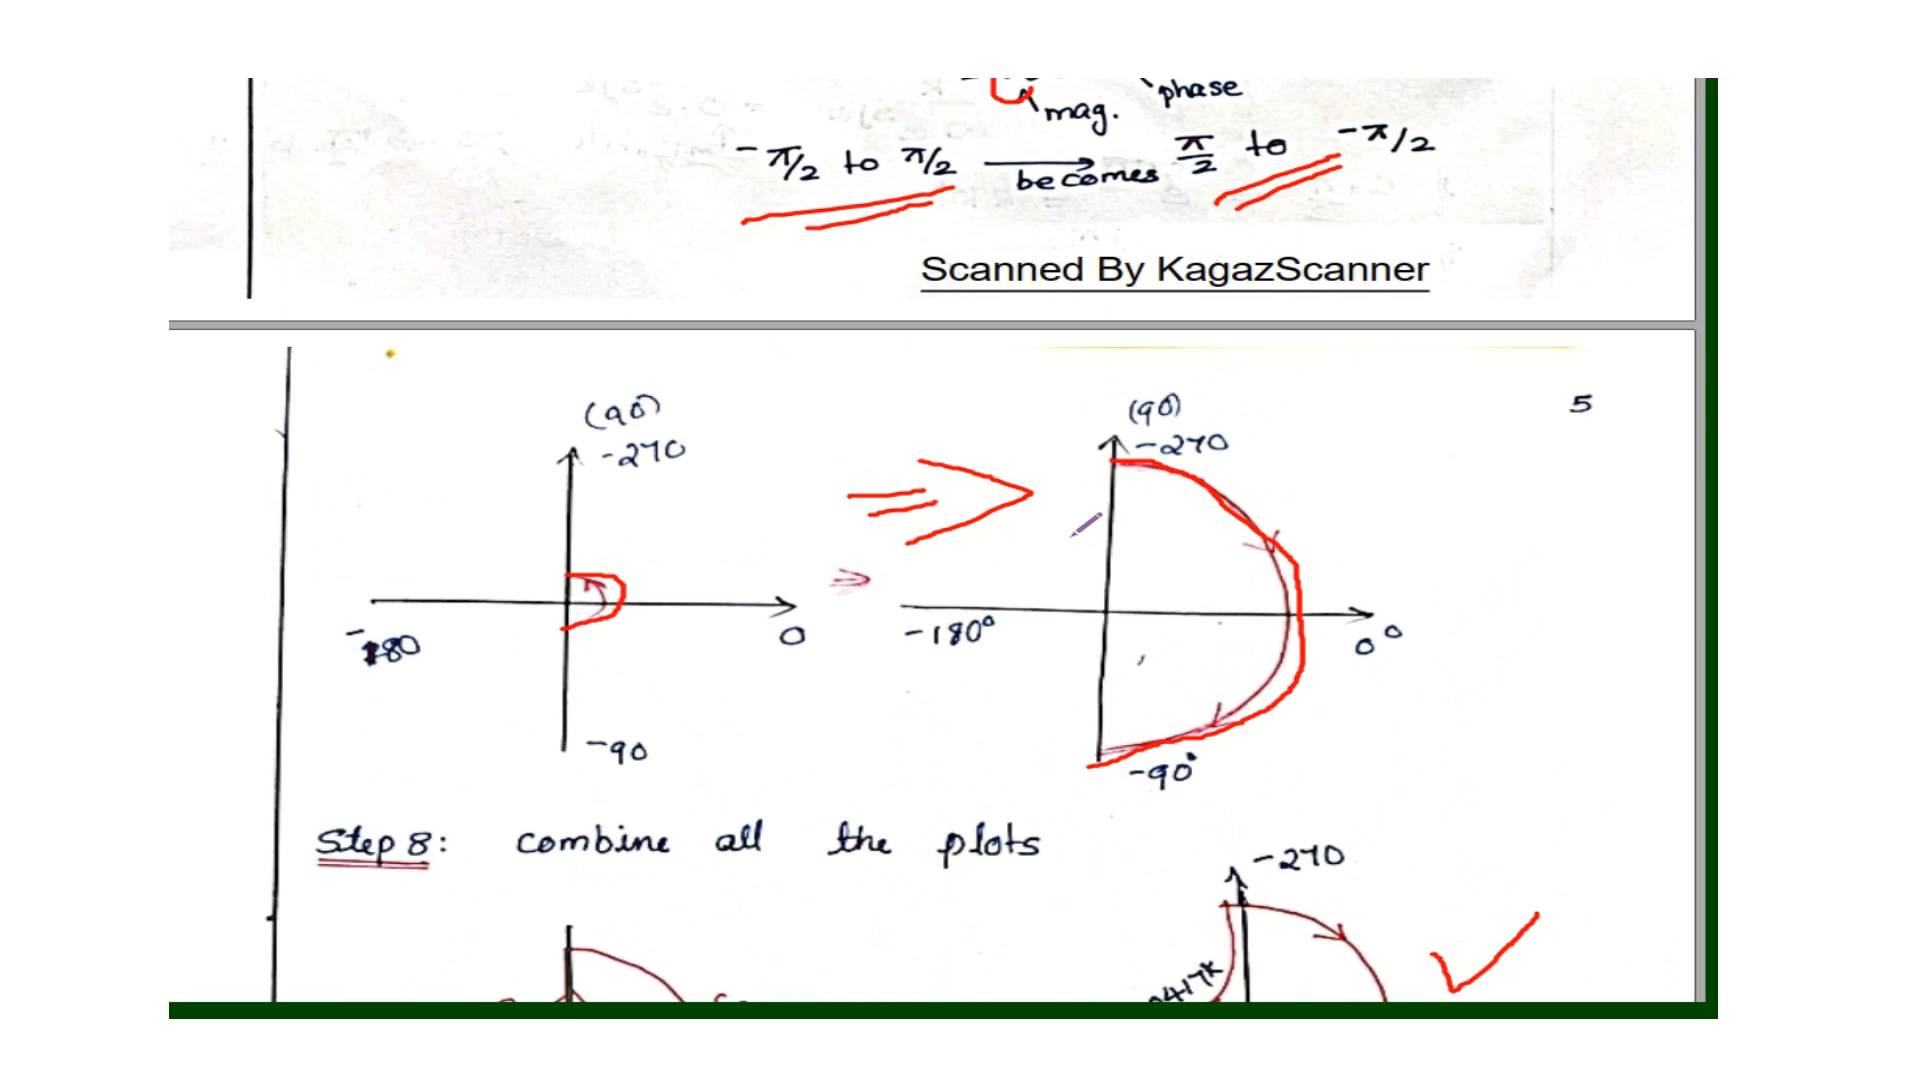 phase
mag.
-π/2 to π/2 becomes π/2 to -π/2
Scanned By KagazScanner
5
(90°)
-270
-180
0
-90
(90°)
-270
-180°
0°
-90°
Step 8: combine all the plots
-270
0417K